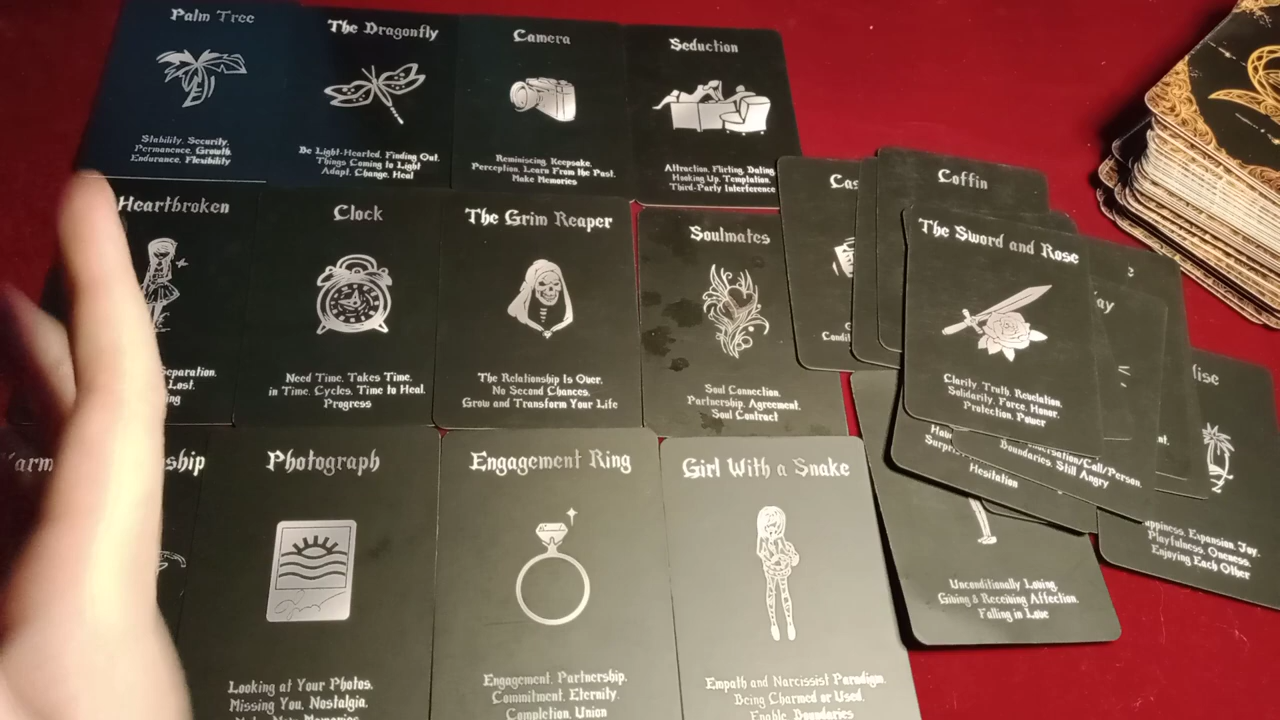 Palm Tree
Stability, Security,
Permanence, Growth,
Endurance, Flexibility
The Dragonfly
Be Light-Hearted, Finding Out,
Things Coming to Light
Adapt, Change, Heal
Camera
Reminiscing, Keepsake,
Perception, Learn From the Past,
Make Memories
Seduction
Attraction, Flirting, Dating,
Hooking Up, Temptation,
Third-Party Interference
Heartbroken
Separation,
Lost,
Clock
Need Time, Takes Time,
in Time, Cycles, Time to Heal,
Progress
The Grim Reaper
The Relationship Is Over,
No Second Chances,
Grow and Transform Your Life
Soulmates
Soul Connection,
Partnership, Agreement,
Soul Contract
Coffin
The Sword and Rose
Clarity, Truth, Revelation,
Solidarity, Force, Honor,
Protection, Power
Hesitation
/Call/Person,
Boundaries, Still Angry
Expansion, Joy,
Playfulness, Oneness,
Enjoying Each Other
Unconditionally Loving,
Giving & Receiving Affection,
Falling in Love
Photograph
Looking at Your Photos,
Missing You, Nostalgia,
Engagement Ring
Engagement, Partnership,
Commitment, Eternity,
Completion, Union
Girl With a Snake
Empath and Narcissist Paradigm,
Being Charmed or Used,
Enable Boundaries